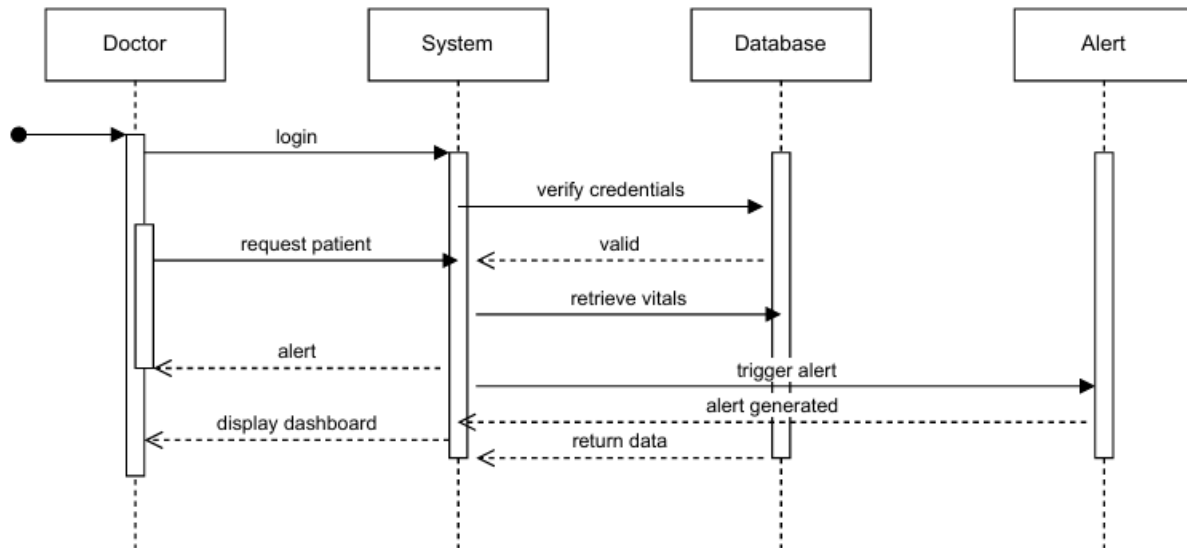 Doctor
System
Database
Alert
login
verify credentials
request patient
valid
retrieve vitals
alert
trigger alert
alert generated
display dashboard
return data